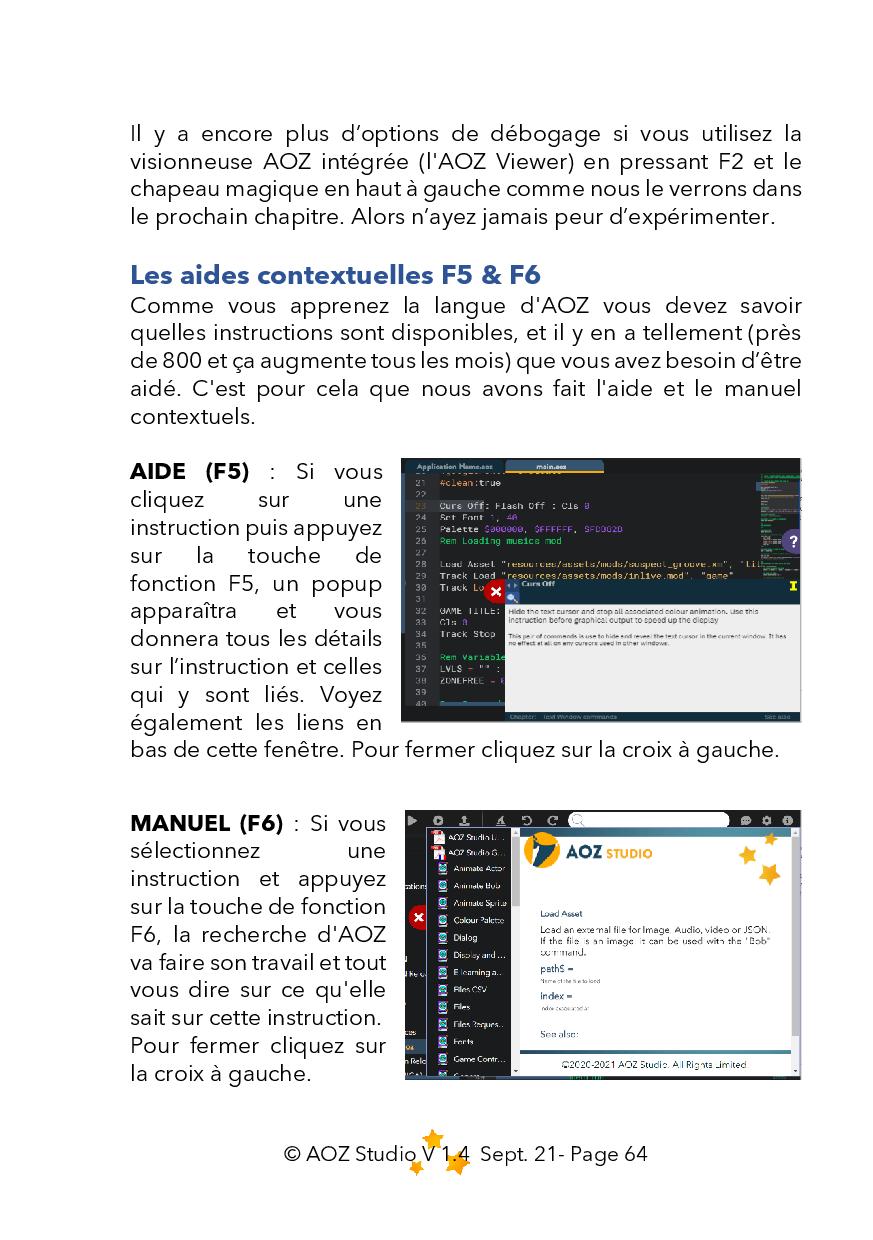 Il y a encore plus d’options de débogage si vous utilisez la
visionneuse AOZ intégrée (l'AOZ Viewer) en pressant F2 et le
chapeau magique en haut à gauche comme nous le verrons dans
le prochain chapitre. Alors n’ayez jamais peur d’expérimenter.
Les aides contextuelles F5 & F6
Comme vous apprenez la langue d'AOZ vous devez savoir
quelles instructions sont disponibles, et il y en a tellement (près
de 800 et ça augmente tous les mois) que vous avez besoin d’être
aidé. C'est pour cela que nous avons fait l'aide et le manuel
contextuels.
AIDE (F5) : Si vous
cliquez sur une
instruction puis appuyez
sur la touche de
fonction F5, un popup
apparaîtra et vous
donnera tous les détails
sur l’instruction et celles
qui y sont liés. Voyez
également les liens en
bas de cette fenêtre. Pour fermer cliquez sur la croix à gauche.
Application Home.aoz main.aoz
21 #clean:true
22
23 Curs Off: Flash Off : Cls 0
24 Set Font 1, 40
25 Palette $000000, $FFFFFF,
26 Rem Loading musics mod
27
28 Load Asset "resources/assets/mods/suspect_groove.xm",
29 Track Load "resources/assets/mods/inlive.mod", "game"
30 Track Lo
31
32 GAME TITLE:
33 Cls 0
34 Track Stop
35
36 Rem Variable
37 LVLS = "" :
38 ZONEFREE =
39
40
?
Curs Off
Hide the text cursor and stop all associated colour animation. Use this
instruction before graphical output to speed up the display
This pair of commands is use to hide and reveal the text cursor in the current window. It has
no effect at all on any cursors used in other windows.
Chapter: Text Window commands See also
MANUEL (F6) : Si vous
sélectionnez une
instruction et appuyez
sur la touche de fonction
F6, la recherche d'AOZ
va faire son travail et tout
vous dire sur ce qu'elle
sait sur cette instruction.
Pour fermer cliquez sur
la croix à gauche.
AOZ Studio U...
AOZ Studio G...
Animate Actor
Animate Bob
Animate Sprite
Colour Palette
Dialog
Display and ...
E learning a...
Files CSV
Files
Files Reques...
Fonts
Game Contr...
AOZ STUDIO
Load Asset
Load an external file for Image, Audio, video or JSON.
If the file is an image it can be used with the "Bob"
command.
path$ =
Name of the file to load
index =
See also:
©2020-2021 AOZ Studio. All Rights Limited
© AOZ Studio V 1.4 Sept. 21- Page 64